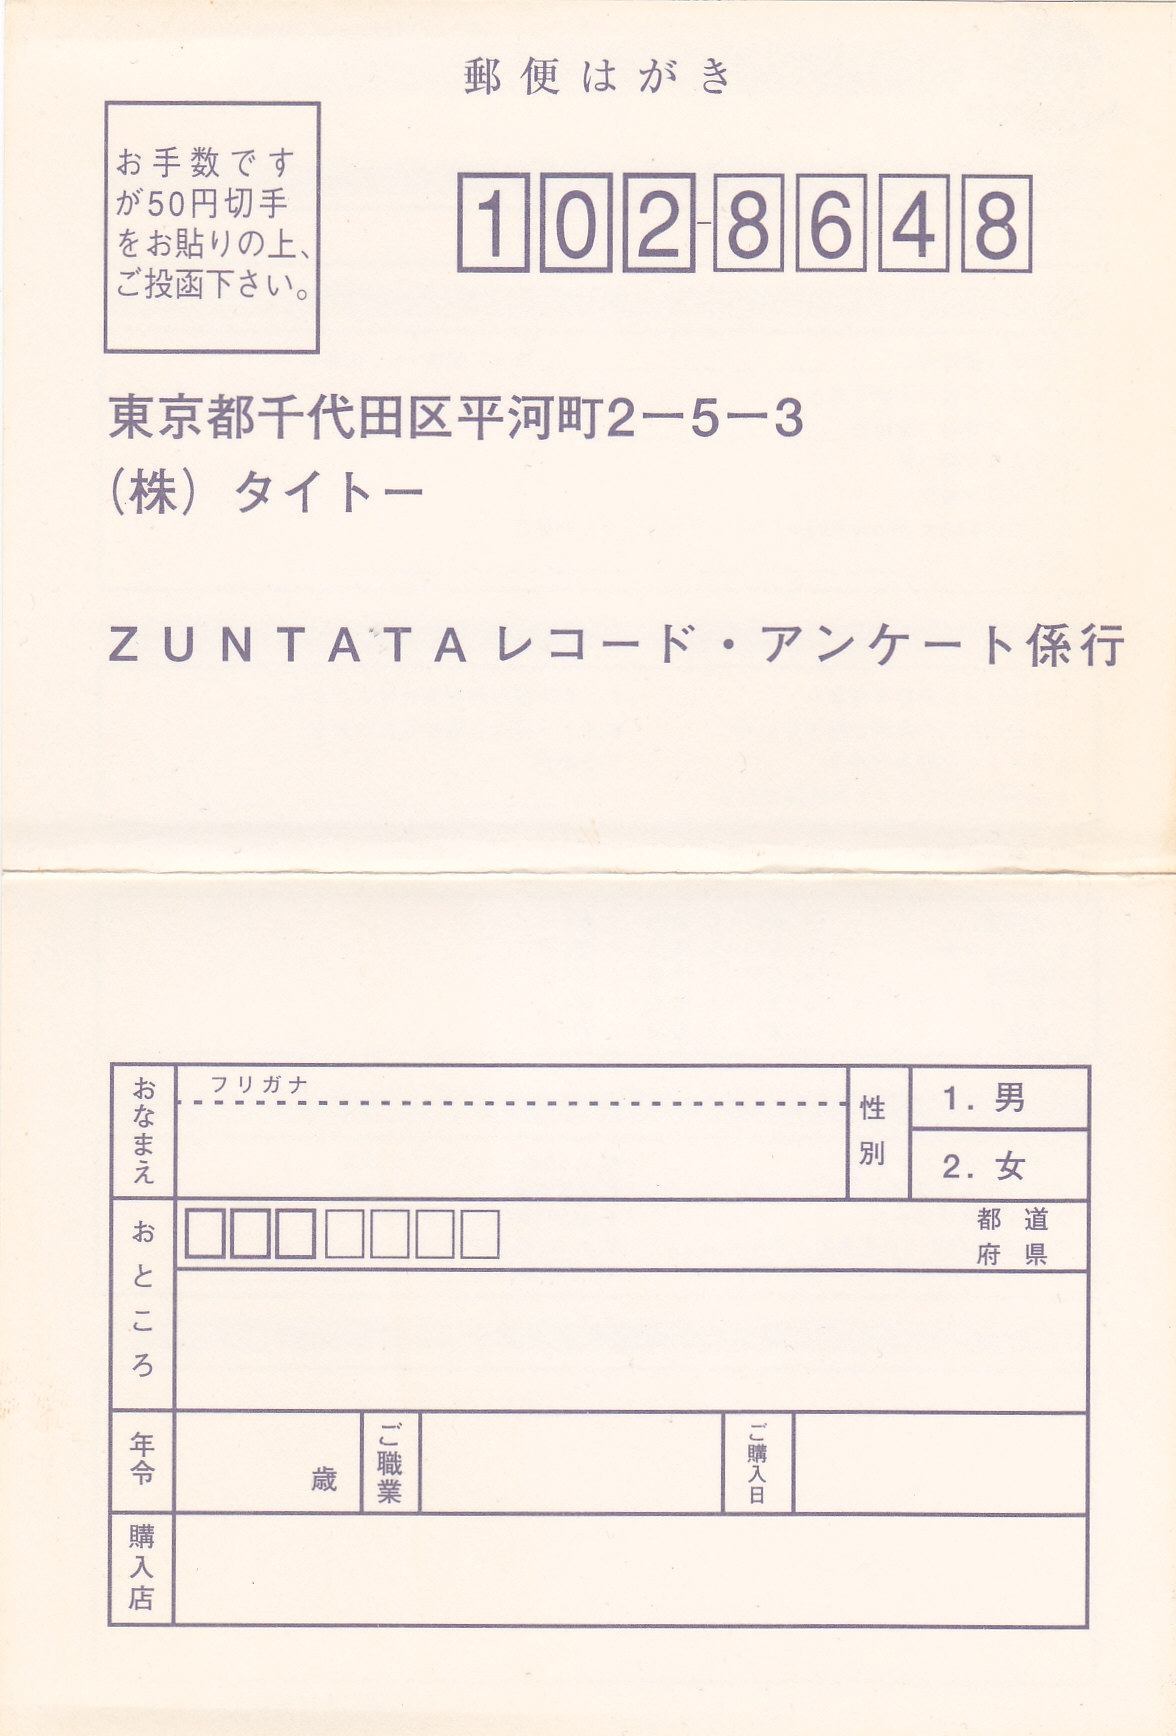 郵便はがき
お手数です
が50円切手
をお貼りの上、
ご投函下さい。
102-8648
東京都千代田区平河町2ー5ー3
(株) タイトー
ZUNTATAレコード・アンケート係行
おなまえ
フリガナ
性別
1. 男
2. 女
おところ
都道
府県
年令
歳
ご職業
ご購入日
購入店